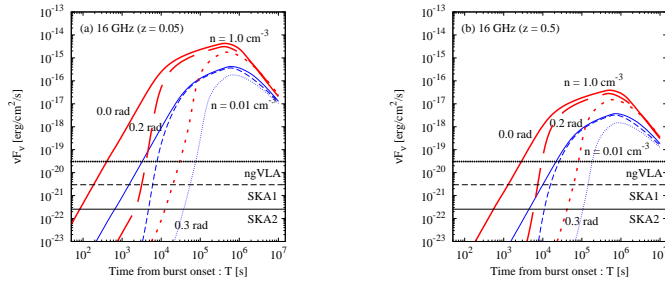 (a) 16 GHz (z = 0.05)
n = 1.0 cm⁻³
0.0 rad
0.2 rad
n = 0.01 cm⁻³
ngVLA
SKA1
SKA2
0.3 rad
νFᵥ [erg/cm²/s]
10⁻¹³
10⁻¹⁴
10⁻¹⁵
10⁻¹⁶
10⁻¹⁷
10⁻¹⁸
10⁻¹⁹
10⁻²⁰
10⁻²¹
10⁻²²
10⁻²³
10² 10³ 10⁴ 10⁵ 10⁶ 10⁷
Time from burst onset : T [s]
(b) 16 GHz (z = 0.5)
n = 1.0 cm⁻³
0.0 rad
0.2 rad
n = 0.01 cm⁻³
ngVLA
SKA1
SKA2
0.3 rad
νFᵥ [erg/cm²/s]
10⁻¹³
10⁻¹⁴
10⁻¹⁵
10⁻¹⁶
10⁻¹⁷
10⁻¹⁸
10⁻¹⁹
10⁻²⁰
10⁻²¹
10⁻²²
10⁻²³
10² 10³ 10⁴ 10⁵ 10⁶ 10⁷
Time from burst onset : T [s]